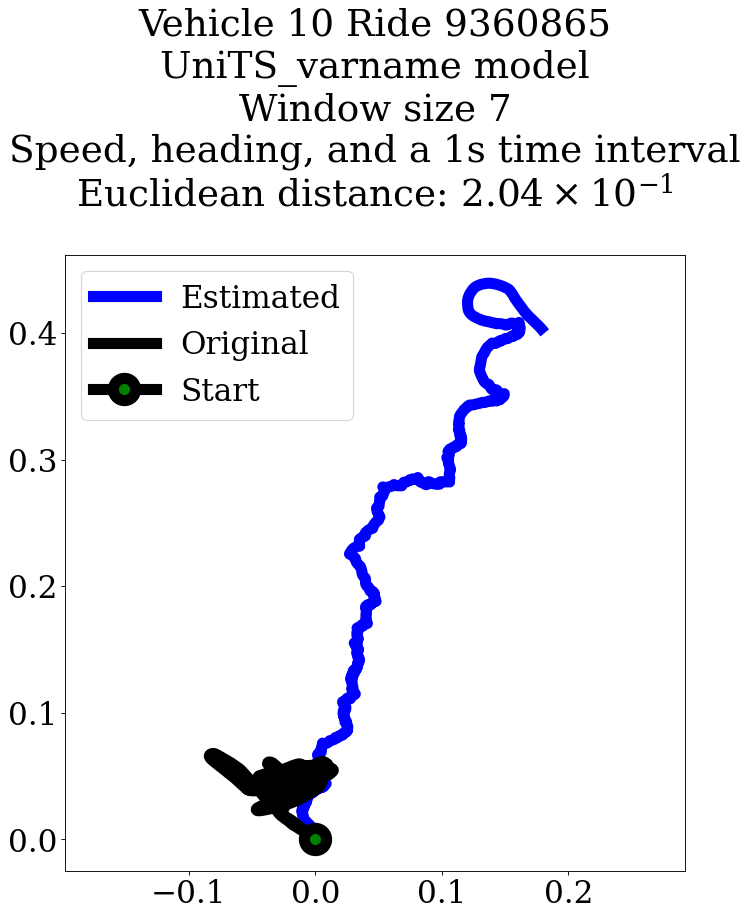 Vehicle 10 Ride 9360865
UniTS_varname model
Window size 7
Speed, heading, and a 1s time interval
Euclidean distance: 2.04 × 10⁻¹
Estimated
Original
Start
0.4
0.3
0.2
0.1
0.0
−0.1 0.0 0.1 0.2